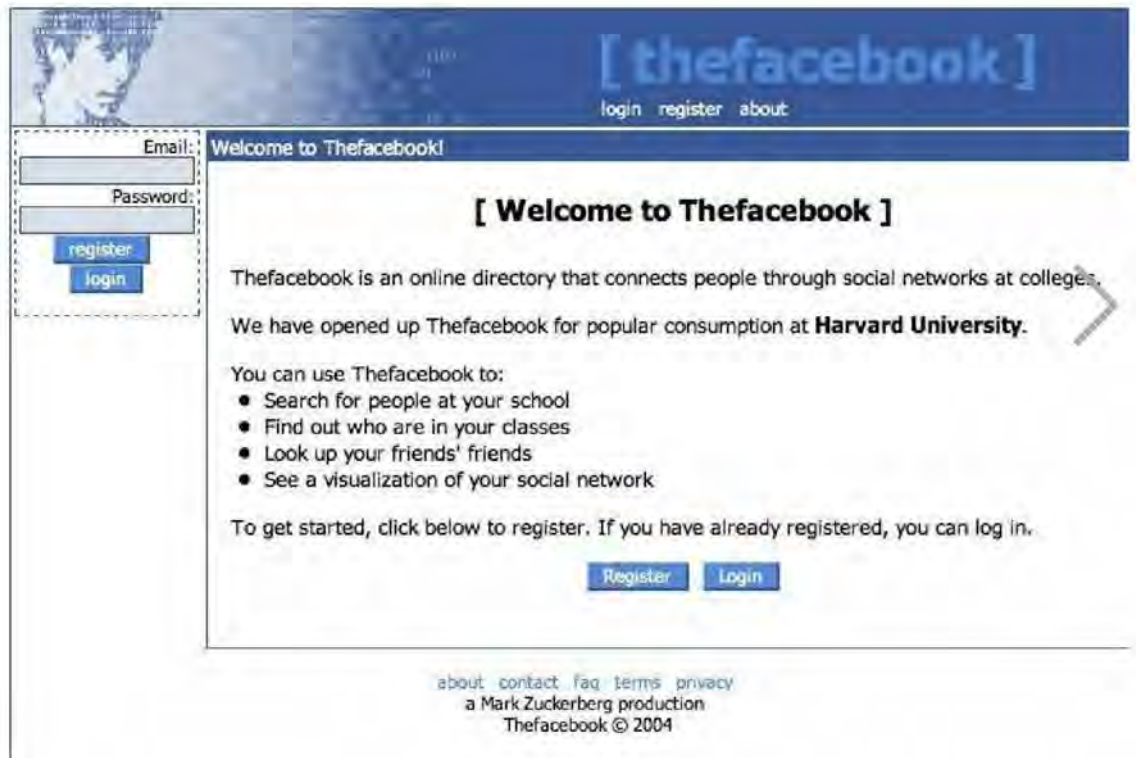 [ thefacebook ]
login register about
Email:
Password:
register
login
Welcome to Thefacebook!
[ Welcome to Thefacebook ]
Thefacebook is an online directory that connects people through social networks at colleges.
We have opened up Thefacebook for popular consumption at Harvard University.
You can use Thefacebook to:
• Search for people at your school
• Find out who are in your classes
• Look up your friends' friends
• See a visualization of your social network
To get started, click below to register. If you have already registered, you can log in.
Register Login
about contact faq terms privacy
a Mark Zuckerberg production
Thefacebook © 2004